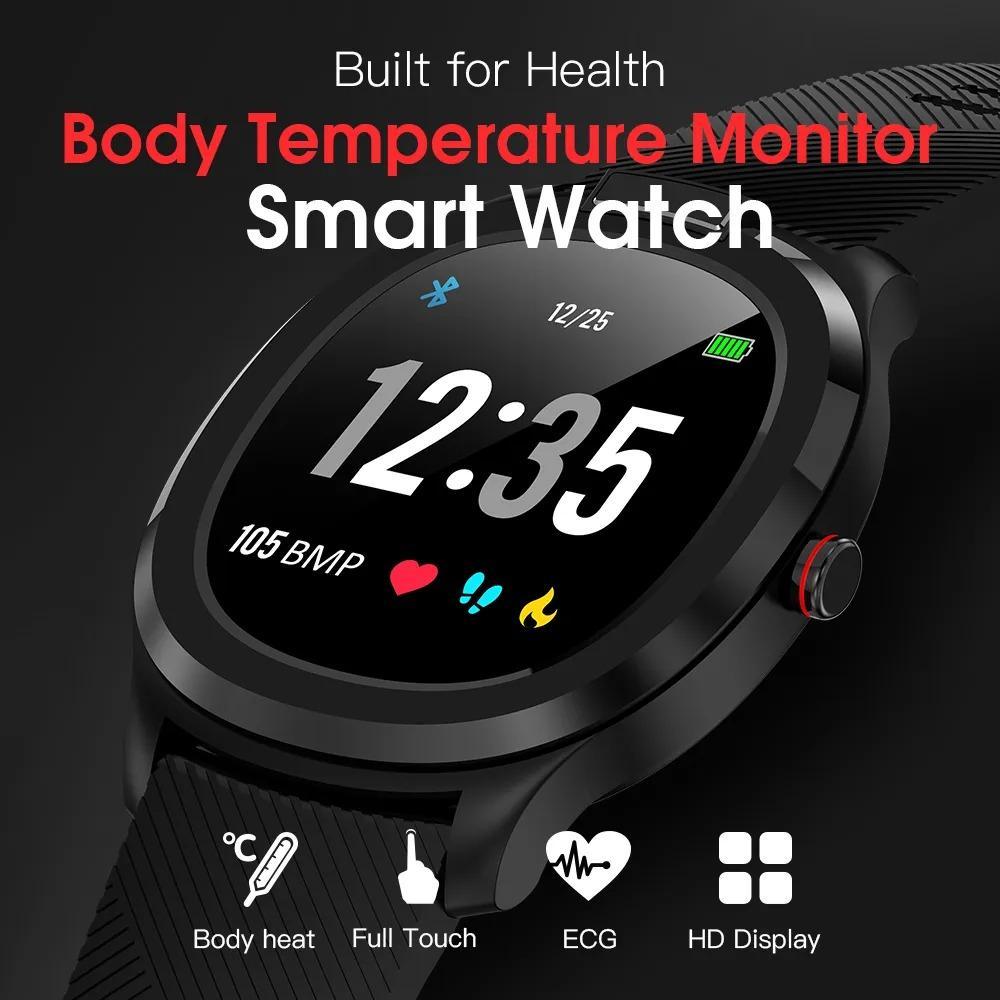 Built for Health
Body Temperature Monitor
Smart Watch
12/25
12:35
105 BMP
°C
Body heat
Full Touch
ECG
HD Display